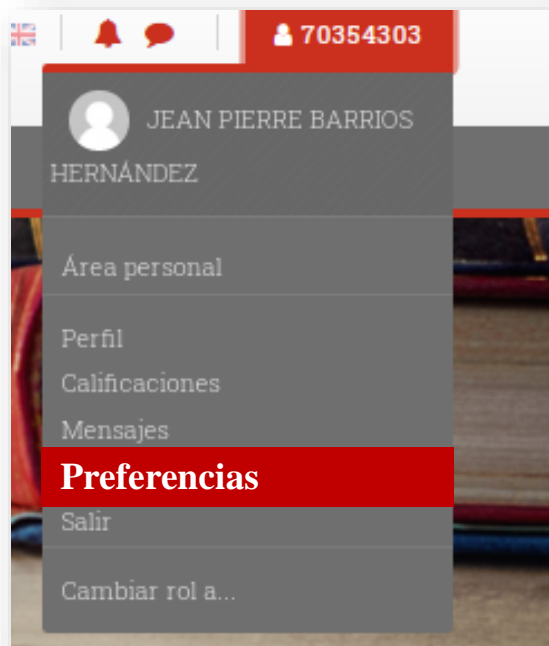 70354303
JEAN PIERRE BARRIOS
HERNÁNDEZ
Área personal
Perfil
Calificaciones
Mensajes
Preferencias
Salir
Cambiar rol a...